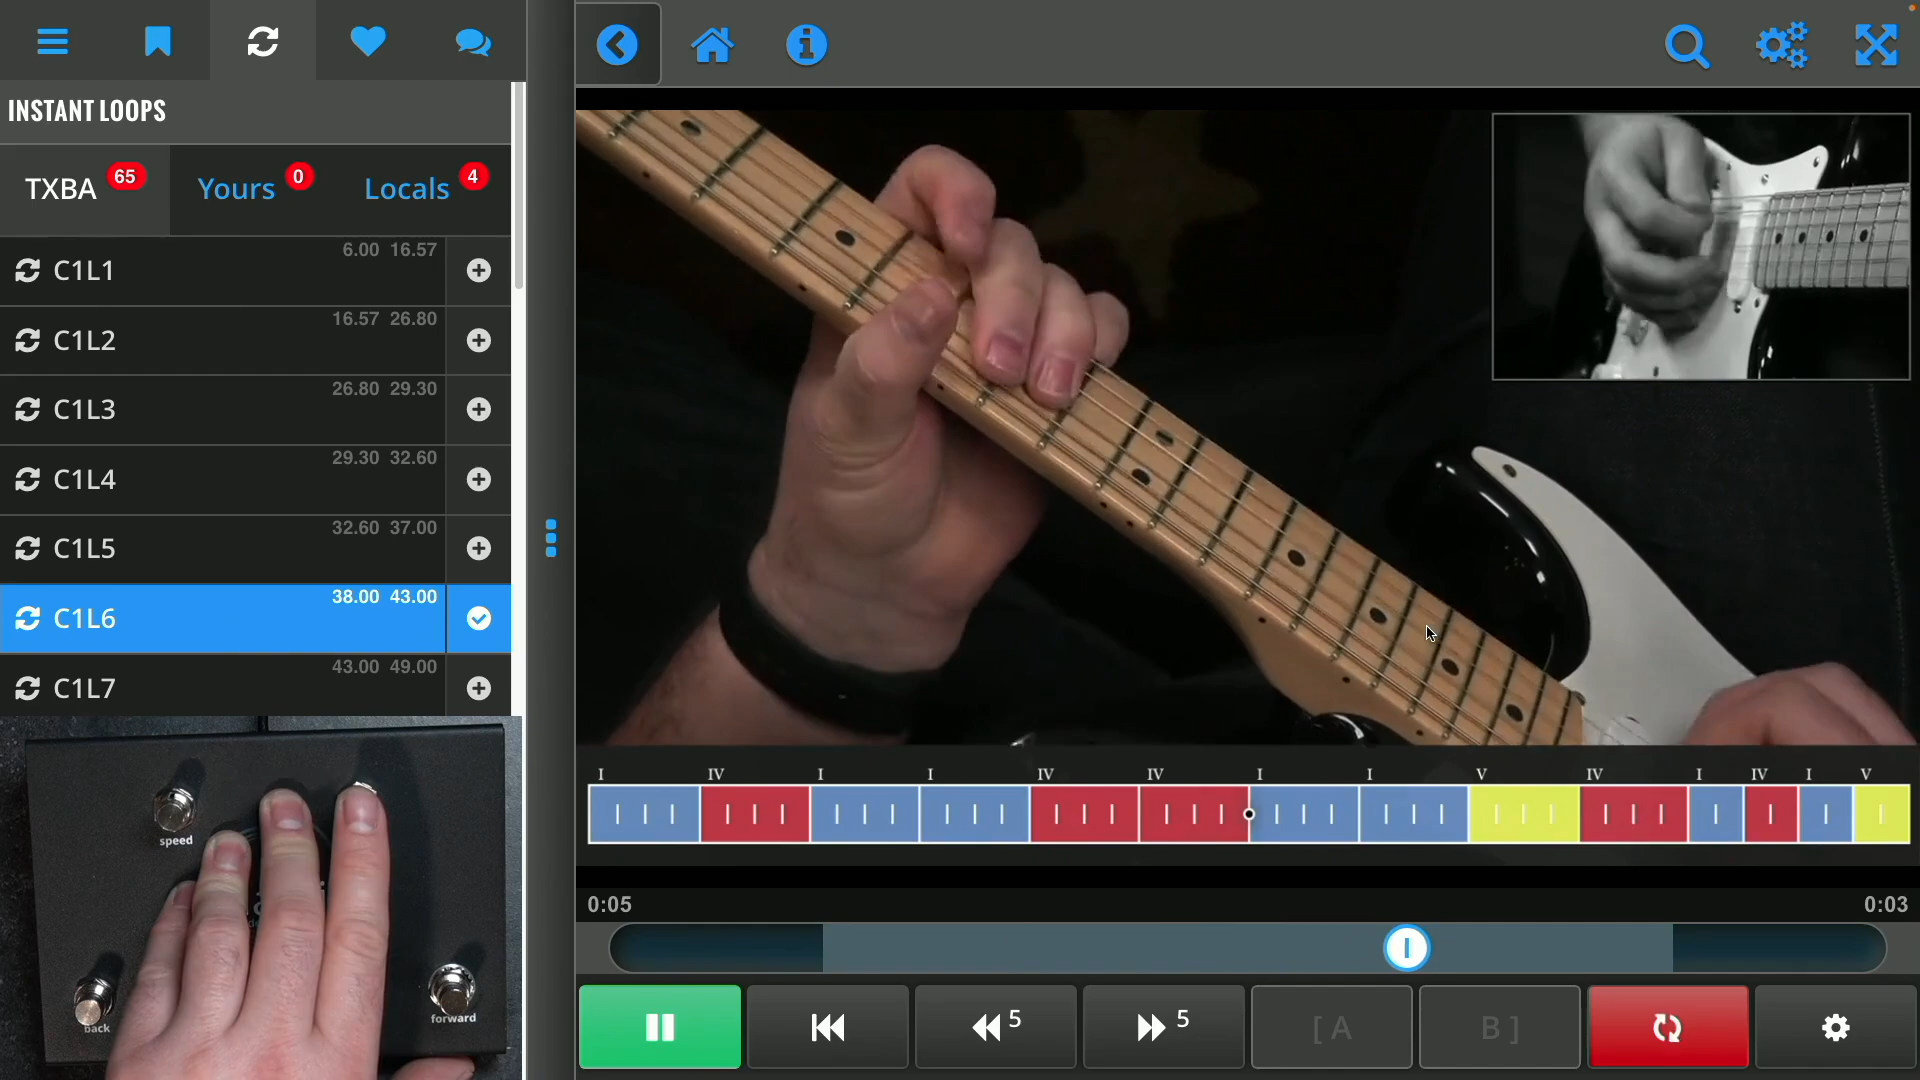 INSTANT LOOPS
TXBA 65
Yours 0
Locals 4
C1L1 6.00 16.57
C1L2 16.57 26.80
C1L3 26.80 29.30
C1L4 29.30 32.60
C1L5 32.60 37.00
C1L6 38.00 43.00
C1L7 43.00 49.00
speed
back
forward
I IV I I IV IV I I V IV I IV I V
0:05 0:03
5 5 [ A B ]